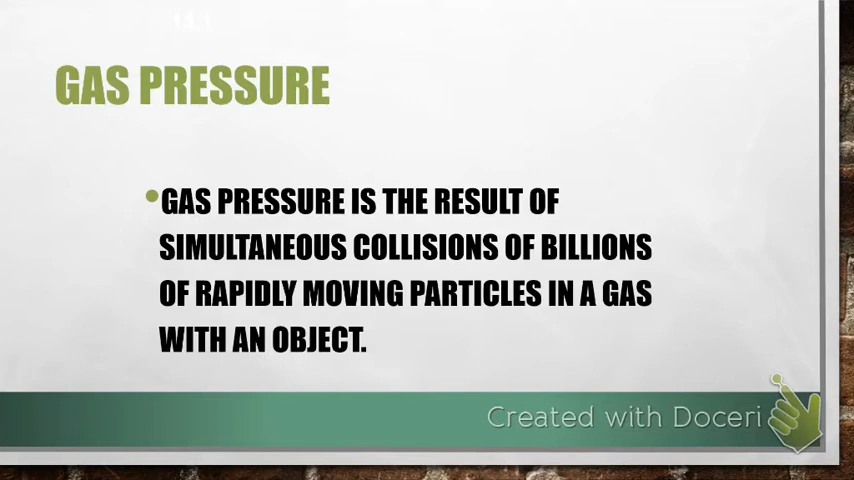 GAS PRESSURE
•GAS PRESSURE IS THE RESULT OF
SIMULTANEOUS COLLISIONS OF BILLIONS
OF RAPIDLY MOVING PARTICLES IN A GAS
WITH AN OBJECT.
Created with Doceri